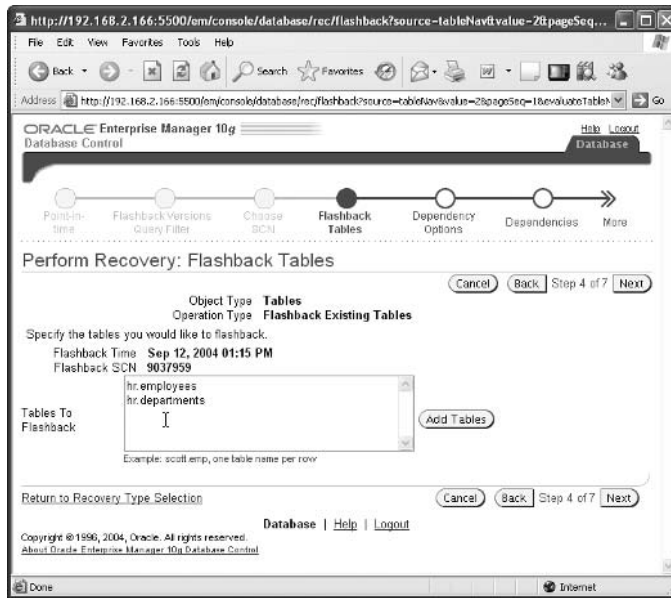 http://192.168.2.166:5500/em/console/database/rec/flashback?source=tableNav&value=2&pageSeq...
File Edit View Favorites Tools Help
Back Search Favorites
Address http://192.168.2.166:5500/em/console/database/rec/flashback?source=tableNav&value=2&pageSeq=1&evaluateTable Go
ORACLE Enterprise Manager 10g
Database Control
Help Logout
Database
Point-in-time
Flashback Versions Query Filter
Choose SCN
Flashback Tables
Dependency Options
Dependencies
More
Perform Recovery: Flashback Tables
Cancel Back Step 4 of 7 Next
Object Type Tables
Operation Type Flashback Existing Tables
Specify the tables you would like to flashback.
Flashback Time Sep 12, 2004 01:15 PM
Flashback SCN 9037959
Tables To Flashback
hr.employees
hr.departments
Add Tables
Example: scott.emp, one table name per row
Return to Recovery Type Selection
Cancel Back Step 4 of 7 Next
Database | Help | Logout
Copyright © 1996, 2004, Oracle. All rights reserved.
About Oracle Enterprise Manager 10g Database Control
Done
Internet